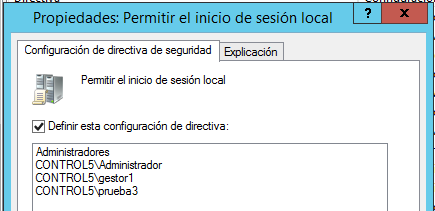 Propiedades: Permitir el inicio de sesión local
?
x
Configuración de directiva de seguridad
Explicación
Permitir el inicio de sesión local
Definir esta configuración de directiva:
Administradores
CONTROL5\Administrador
CONTROL5\gestor1
CONTROL5\prueba3